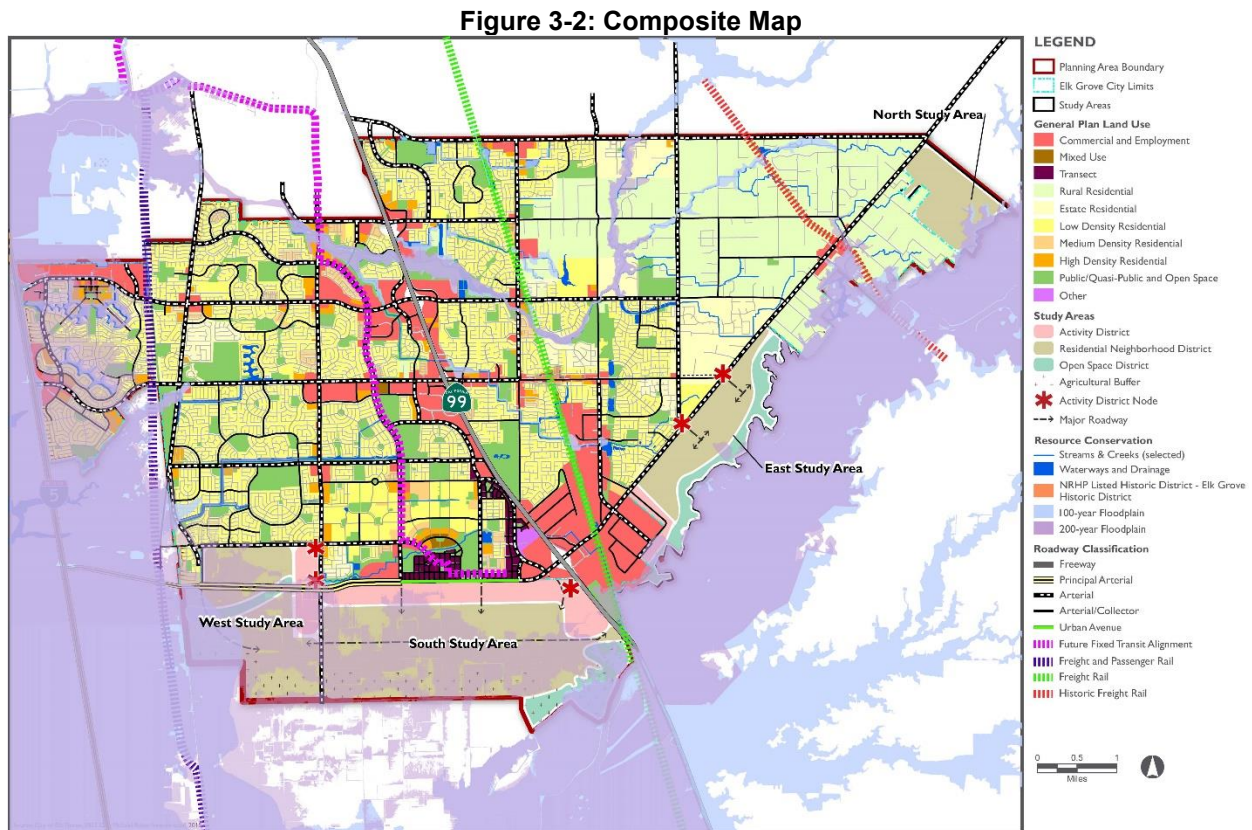 Figure 3-2: Composite Map
North Study Area
99
East Study Area
5
West Study Area
South Study Area
LEGEND
Planning Area Boundary
Elk Grove City Limits
Study Areas
General Plan Land Use
Commercial and Employment
Mixed Use
Transect
Rural Residential
Estate Residential
Low Density Residential
Medium Density Residential
High Density Residential
Public/Quasi-Public and Open Space
Other
Study Areas
Activity District
Residential Neighborhood District
Open Space District
Agricultural Buffer
Activity District Node
Major Roadway
Resource Conservation
Streams & Creeks (selected)
Waterways and Drainage
NRHP Listed Historic District - Elk Grove
Historic District
100-year Floodplain
200-year Floodplain
Roadway Classification
Freeway
Principal Arterial
Arterial
Arterial/Collector
Urban Avenue
Future Fixed Transit Alignment
Freight and Passenger Rail
Freight Rail
Historic Freight Rail
0 0.5 1
Miles